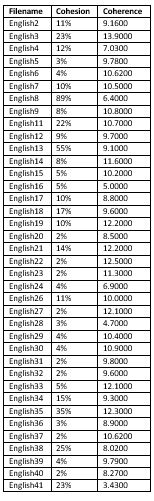 Filename Cohesion Coherence
English2 11% 9.1600
English3 23% 13.9000
English4 12% 7.0300
English5 3% 9.7800
English6 4% 10.6200
English7 10% 10.5000
English8 89% 6.4000
English9 8% 10.8000
English11 22% 10.7000
English12 9% 9.7000
English13 55% 9.1000
English14 8% 11.6000
English15 5% 10.2000
English16 5% 5.0000
English17 10% 8.8000
English18 17% 9.6000
English19 10% 12.2000
English20 2% 8.5000
English21 14% 12.2000
English22 2% 12.5000
English23 2% 11.3000
English24 4% 6.9000
English26 11% 10.0000
English27 2% 12.1000
English28 3% 4.7000
English29 4% 10.4000
English30 4% 10.9000
English31 2% 9.8000
English32 2% 9.6000
English33 5% 12.1000
English34 15% 9.3000
English35 35% 12.3000
English36 3% 8.9000
English37 2% 10.6200
English38 25% 8.0200
English39 4% 9.7900
English40 2% 8.2700
English41 23% 3.4300